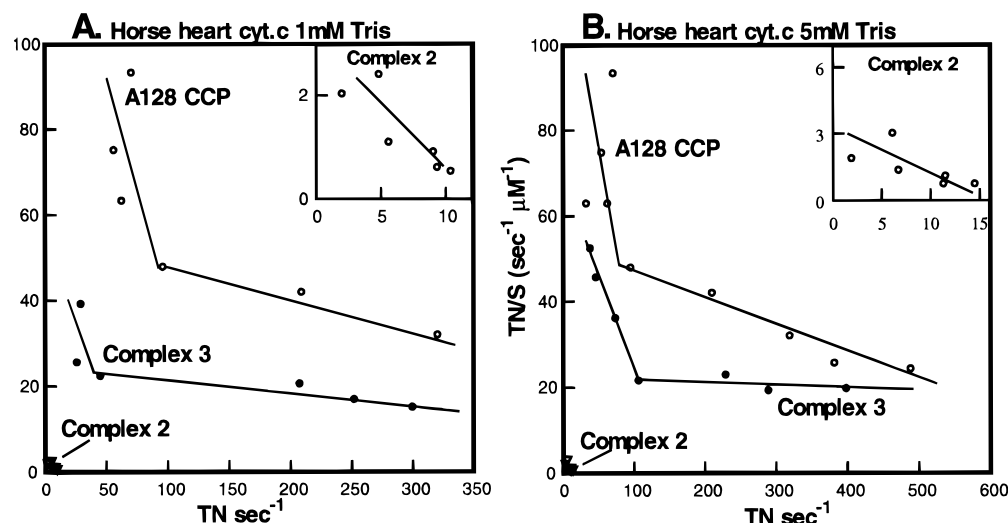 A. Horse heart cyt.c 1mM Tris
100
80
60
40
20
0
A128 CCP
Complex 3
Complex 2
Complex 2
2
0
0 5 10
0 50 100 150 200 250 300 350
TN sec⁻¹
B. Horse heart cyt.c 5mM Tris
TN/S (sec⁻¹ µM⁻¹)
100
80
60
40
20
0
A128 CCP
Complex 3
Complex 2
Complex 2
6
3
0
0 5 10 15
0 100 200 300 400 500 600
TN sec⁻¹